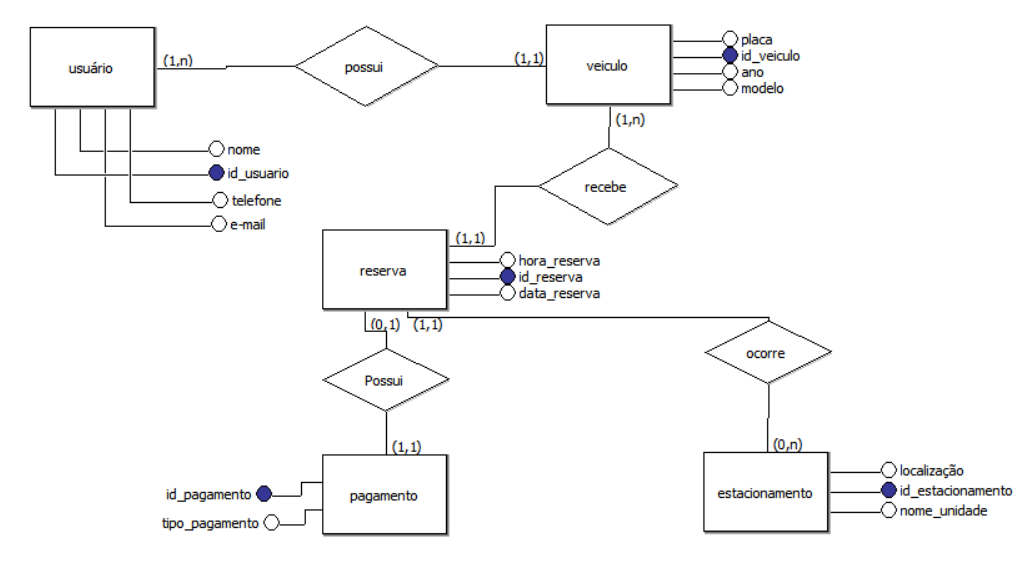 usuário
(1,n)
possui
(1,1)
veiculo
placa
id_veiculo
ano
modelo
(1,n)
nome
id_usuario
telefone
e-mail
recebe
(1,1)
reserva
hora_reserva
id_reserva
data_reserva
(0,1)
(1,1)
Possui
ocorre
(1,1)
(0,n)
id_pagamento
tipo_pagamento
pagamento
estacionamento
localização
id_estacionamento
nome_unidade